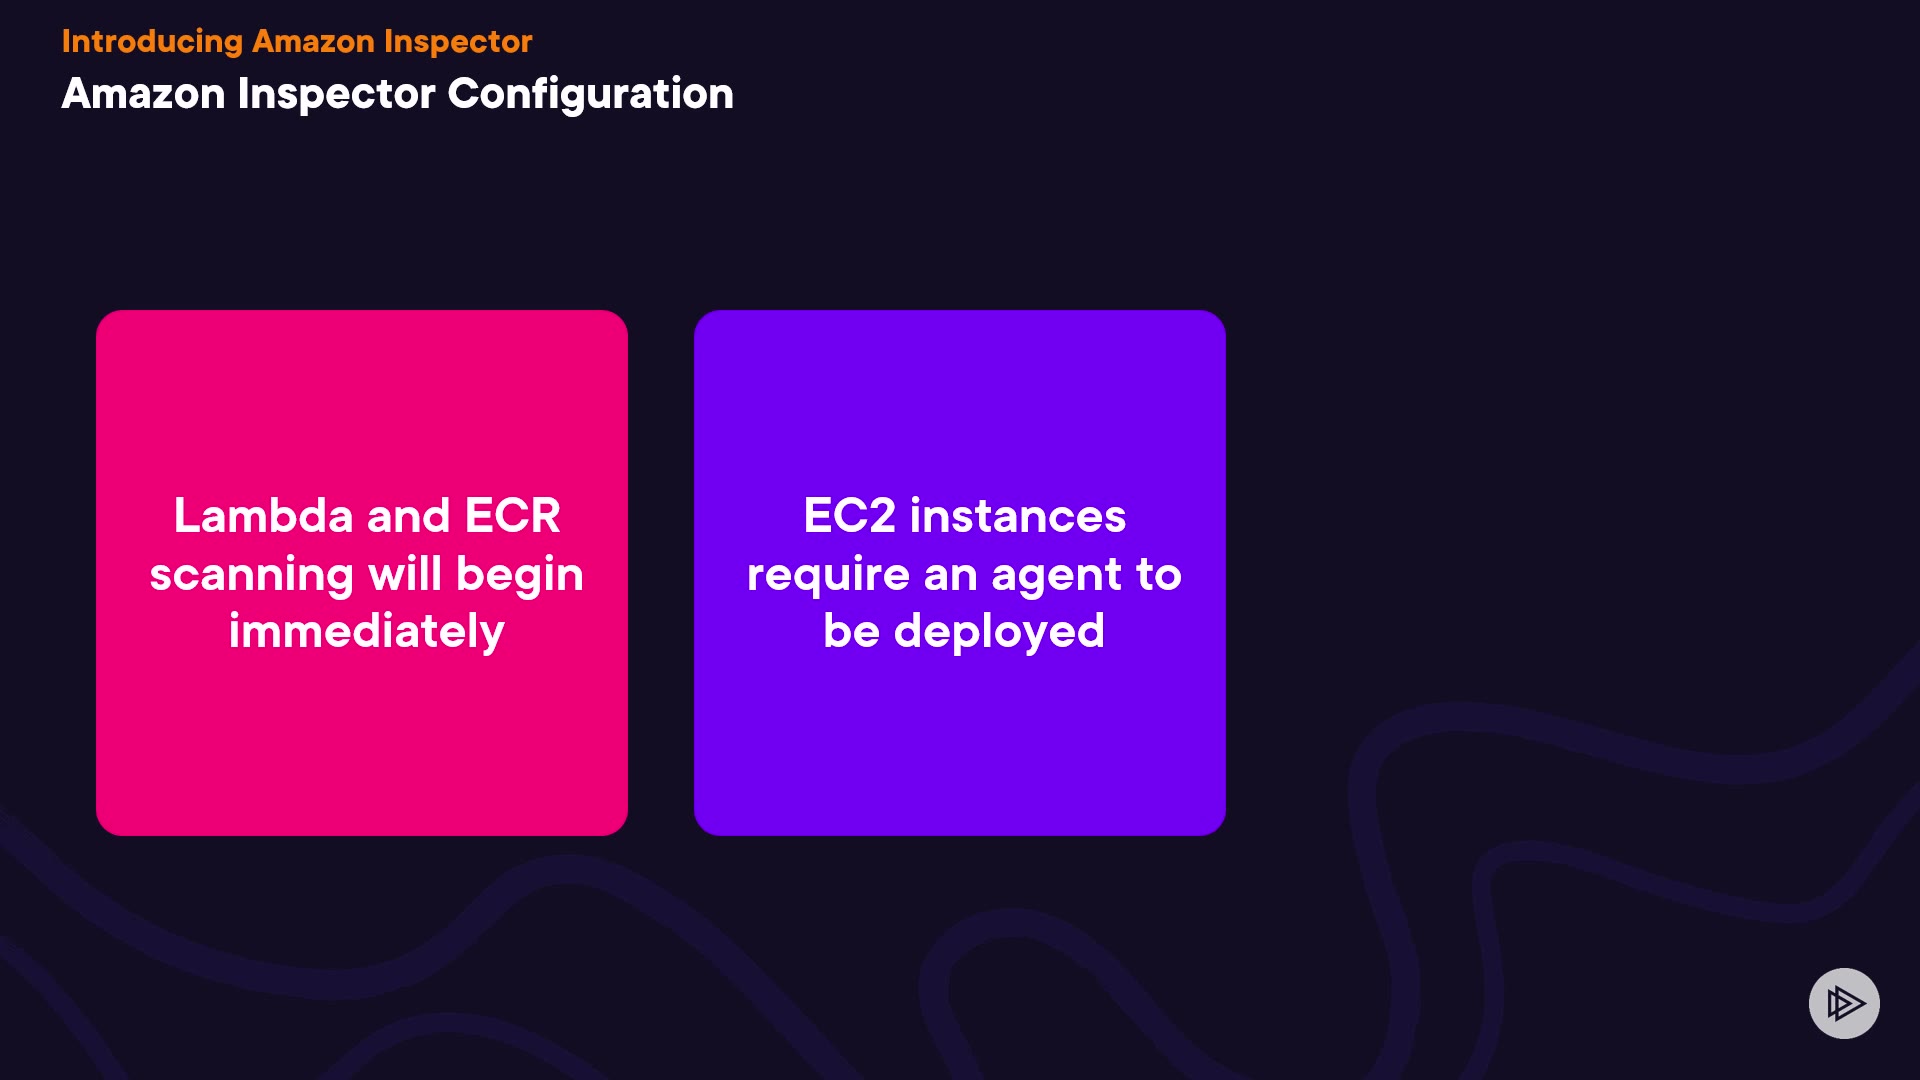 Introducing Amazon Inspector
Amazon Inspector Configuration
Lambda and ECR
scanning will begin
immediately
EC2 instances
require an agent to
be deployed